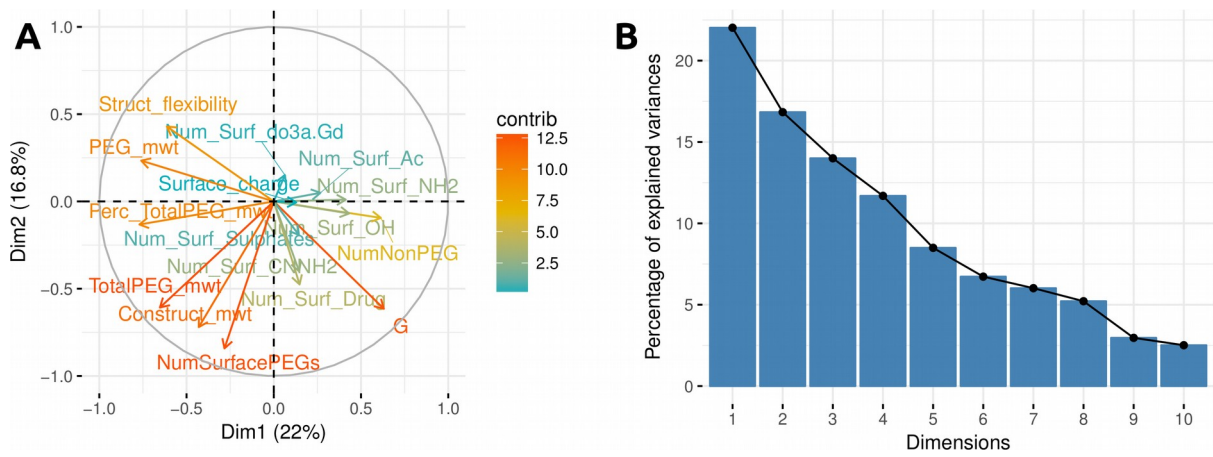 A
1.0
0.5
0.0
−0.5
−1.0
Dim2 (16.8%)
Struct_flexibility
Num_Surf_do3a.Gd
PEG_mwt
Num_Surf_Ac
Surface_charge
Num_Surf_NH2
Perc_TotalPEG_mwt
Num_Surf_OH
Num_Surf_Sulphates
NumNonPEG
Num_Surf_CNNH2
TotalPEG_mwt
Num_Surf_Drug
Construct_mwt
G
NumSurfacePEGs
−1.0
−0.5
0.0
0.5
1.0
Dim1 (22%)
contrib
12.5
10.0
7.5
5.0
2.5
B
Percentage of explained variances
20
15
10
5
0
1 2 3 4 5 6 7 8 9 10
Dimensions